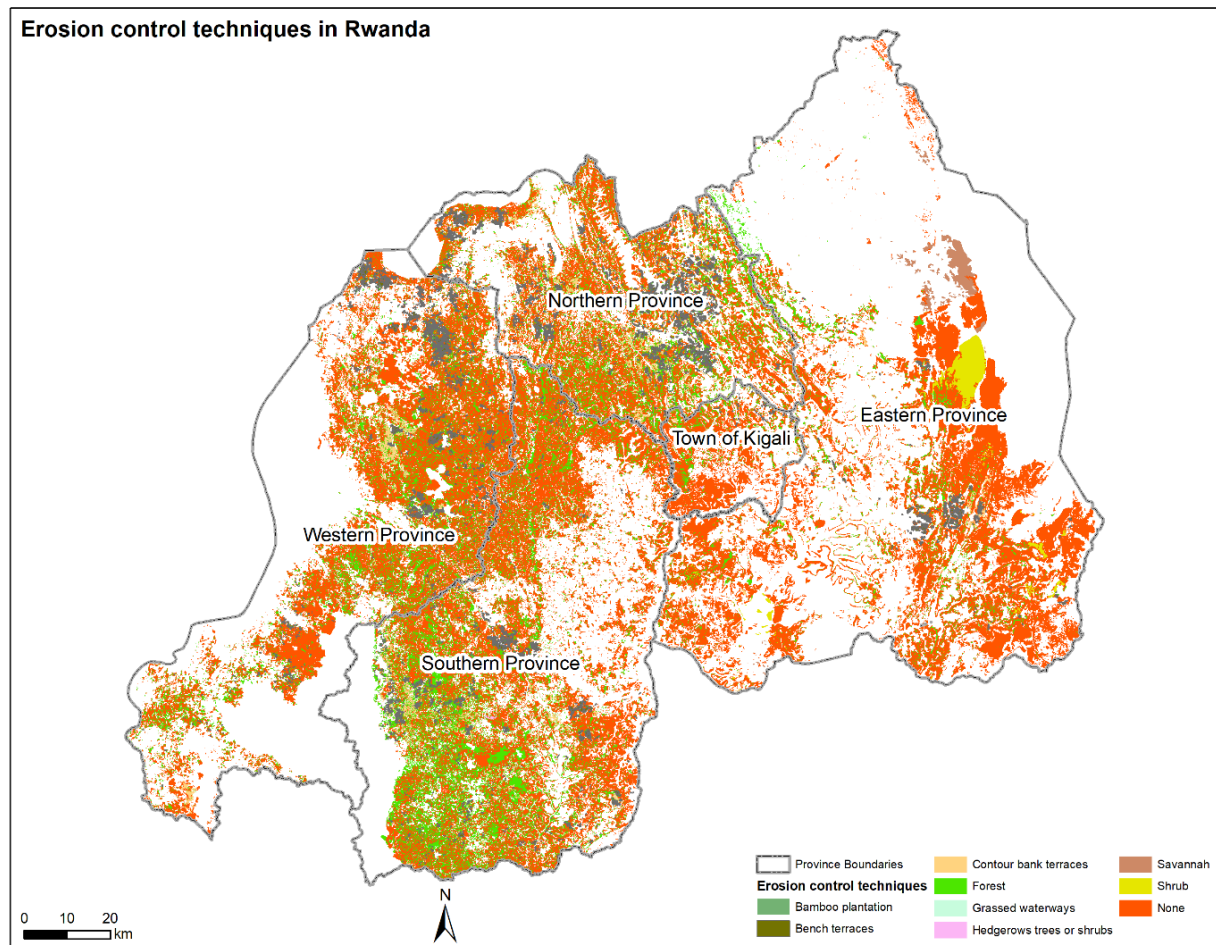 Erosion control techniques in Rwanda
Northern Province
Eastern Province
Town of Kigali
Western Province
Southern Province
N
0 10 20
km
Province Boundaries
Erosion control techniques
Bamboo plantation
Bench terraces
Contour bank terraces
Forest
Grassed waterways
Hedgerows trees or shrubs
Savannah
Shrub
None